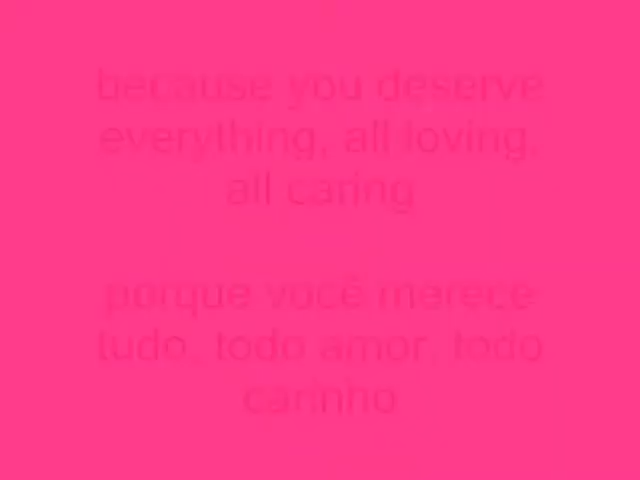 because you deserve
everything, all loving,
all caring
porque você merece
tudo, todo amor, todo
carinho